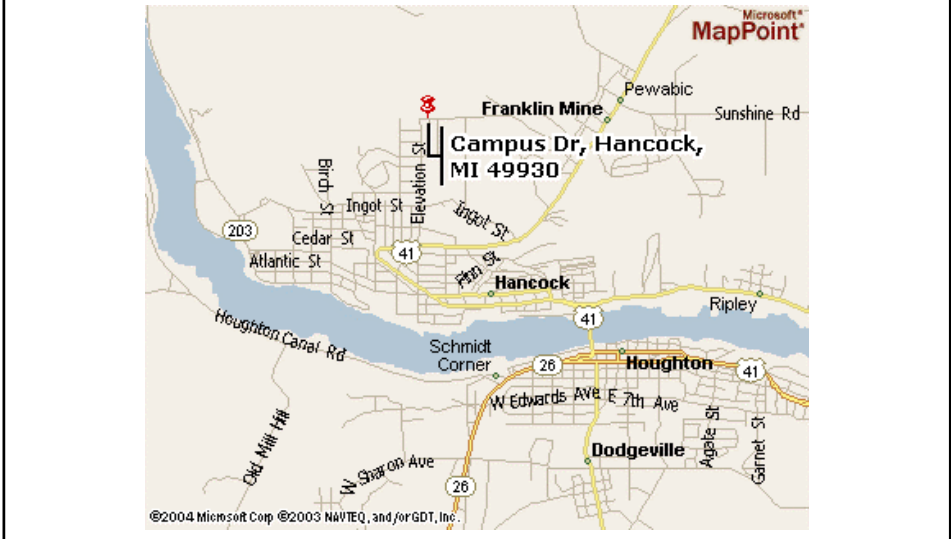 Microsoft®
MapPoint®
Pewabic
Franklin Mine
Sunshine Rd
Campus Dr, Hancock,
MI 49930
Elevation St
Birch St
Ingot St
Ingot St
203
Cedar St
41
Atlantic St
Finn St
Hancock
Ripley
41
Houghton Canal Rd
Schmidt
Corner
26
Houghton
41
W Edwards Ave
E 7th Ave
Agate St
Garnet St
Old Mill Hill
Dodgeville
W Sharon Ave
26
©2004 Microsoft Corp ©2003 NAVTEQ, and/or GDT, Inc.